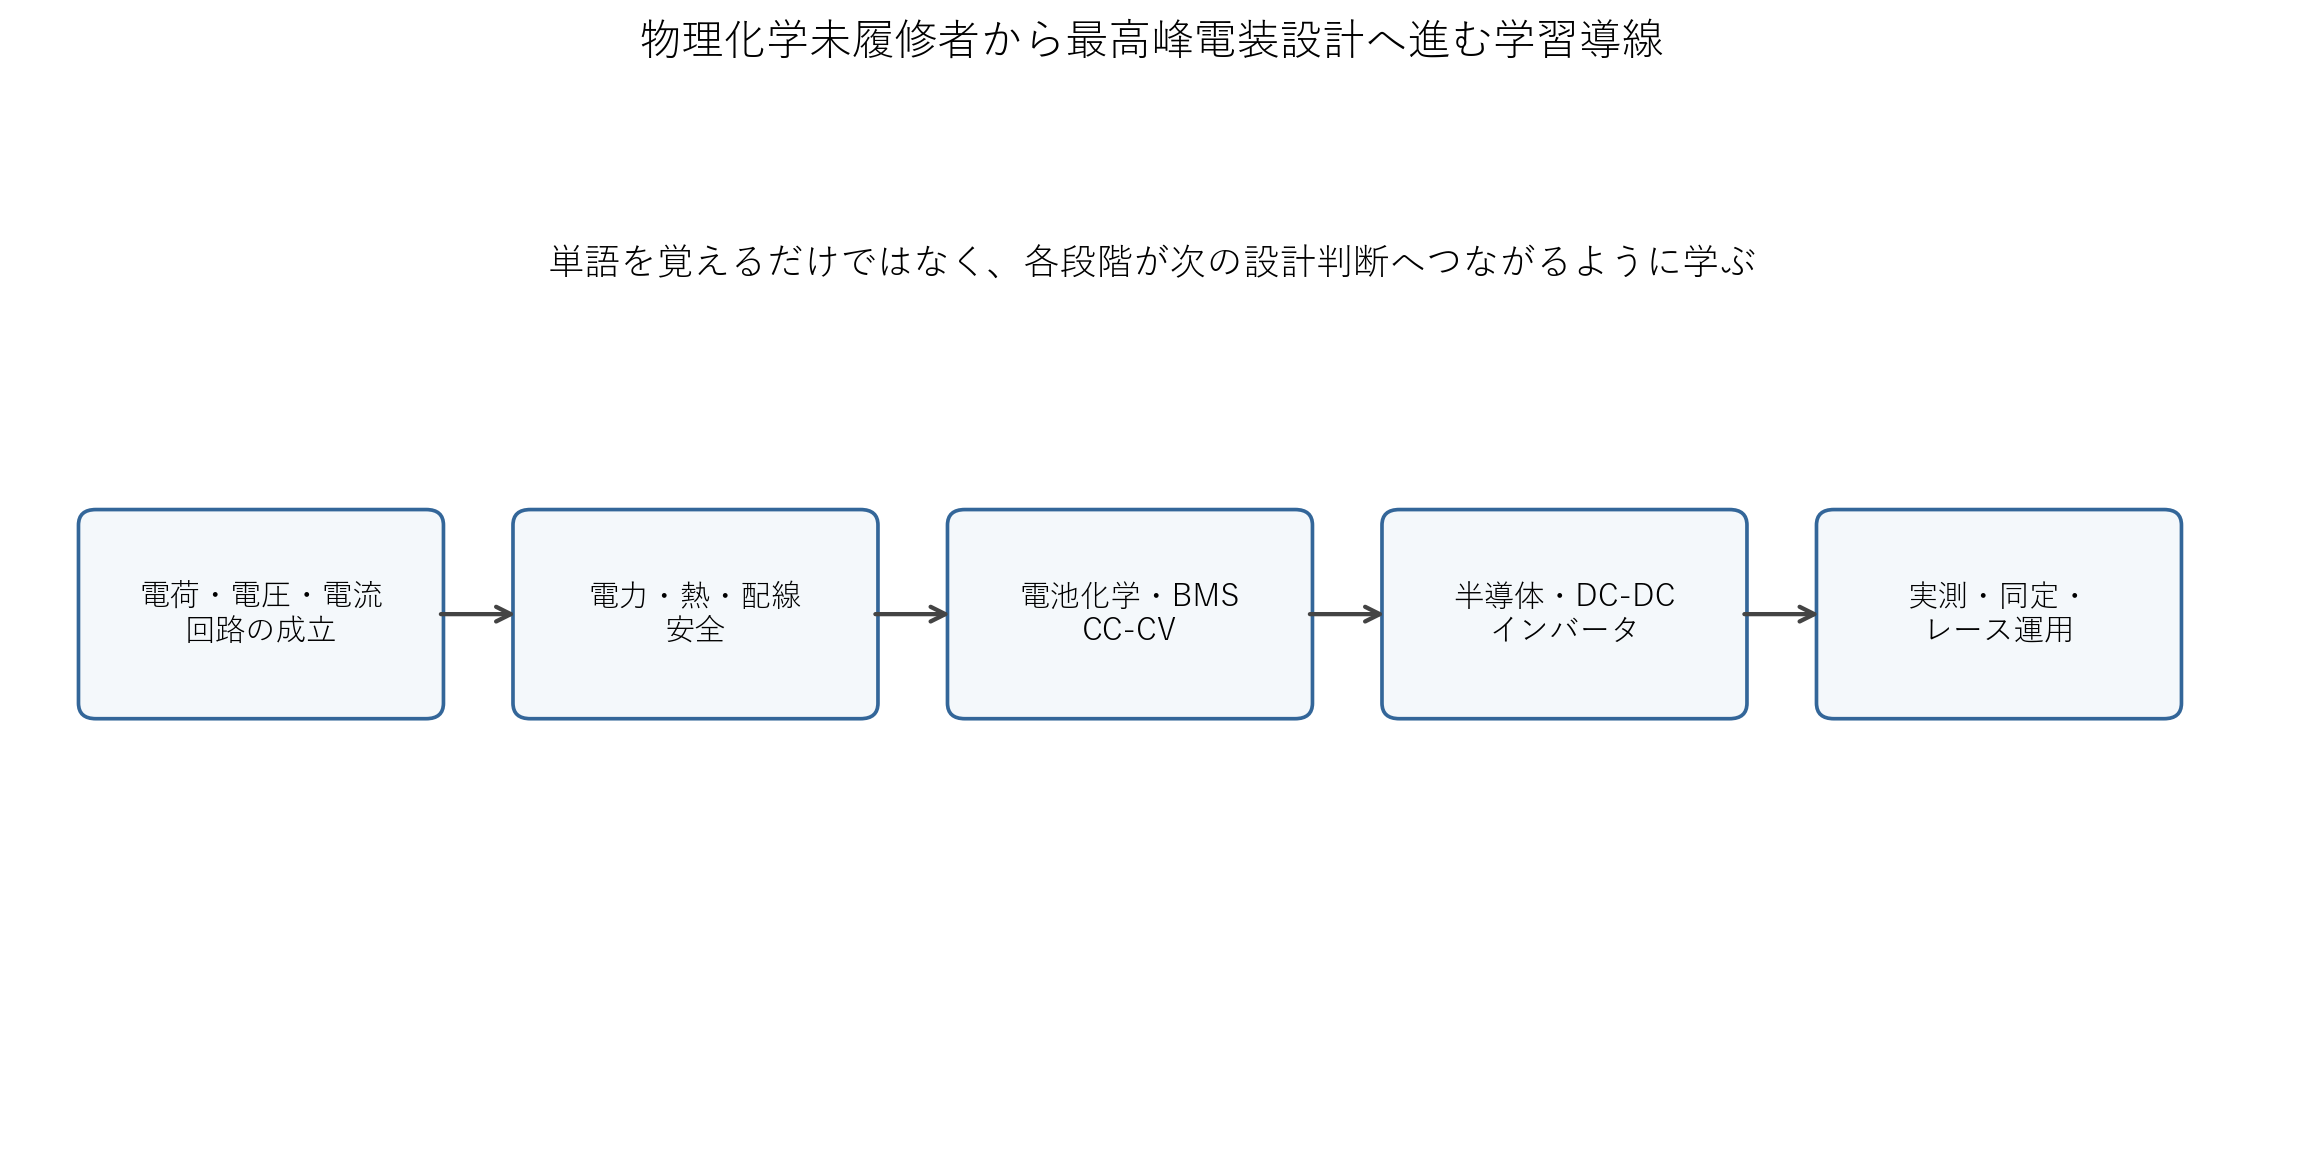 物理化学未履修者から最高峰電装設計へ進む学習導線
単語を覚えるだけではなく、各段階が次の設計判断へつながるように学ぶ
電荷・電圧・電流
回路の成立
電力・熱・配線
安全
電池化学・BMS
CC-CV
半導体・DC-DC
インバータ
実測・同定・
レース運用